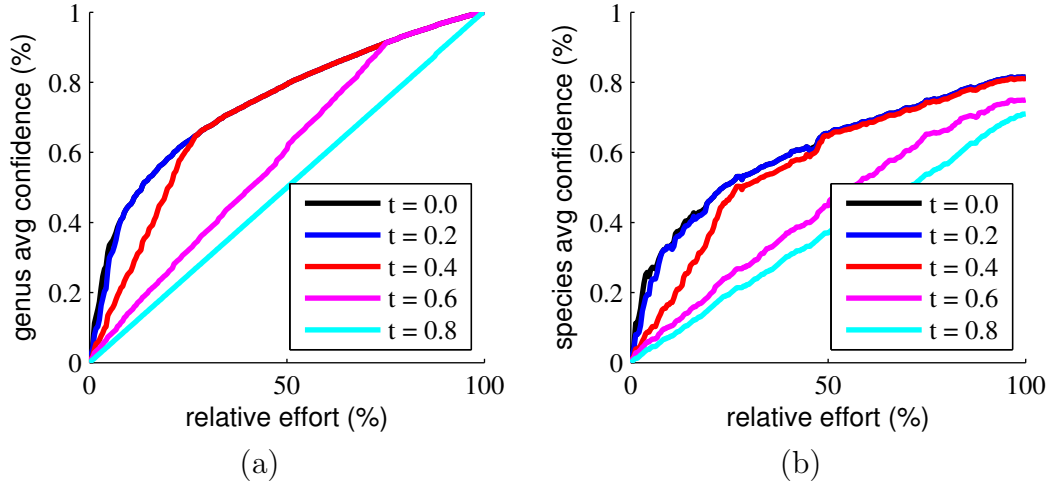 genus avg confidence (%)
1
0.8
0.6
0.4
0.2
0
0
50
100
relative effort (%)
t = 0.0
t = 0.2
t = 0.4
t = 0.6
t = 0.8
(a)
species avg confidence (%)
1
0.8
0.6
0.4
0.2
0
0
50
100
relative effort (%)
t = 0.0
t = 0.2
t = 0.4
t = 0.6
t = 0.8
(b)